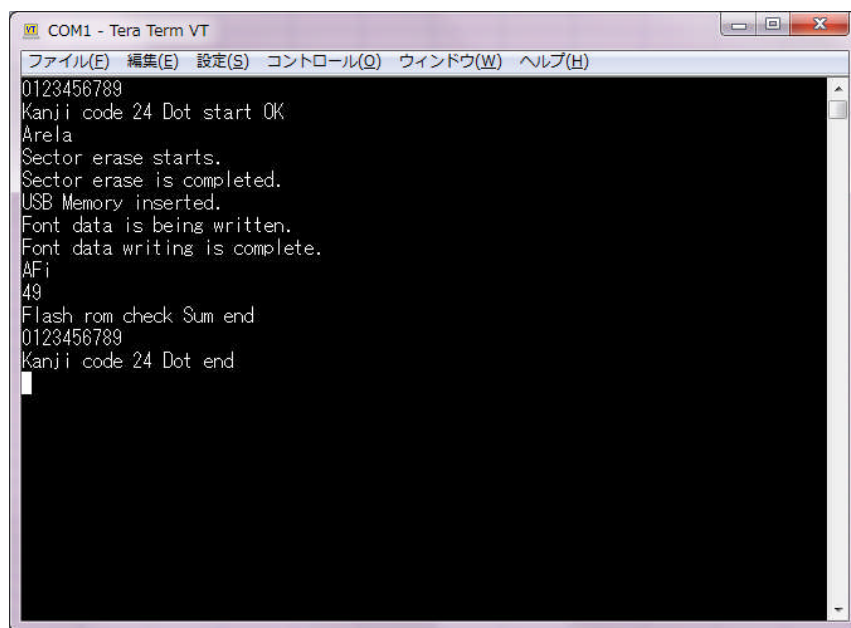 COM1 - Tera Term VT
ファイル(F) 編集(E) 設定(S) コントロール(O) ウィンドウ(W) ヘルプ(H)
0123456789
Kanji code 24 Dot start OK
Arela
Sector erase starts.
Sector erase is completed.
USB Memory inserted.
Font data is being written.
Font data writing is complete.
AFi
49
Flash rom check Sum end
0123456789
Kanji code 24 Dot end